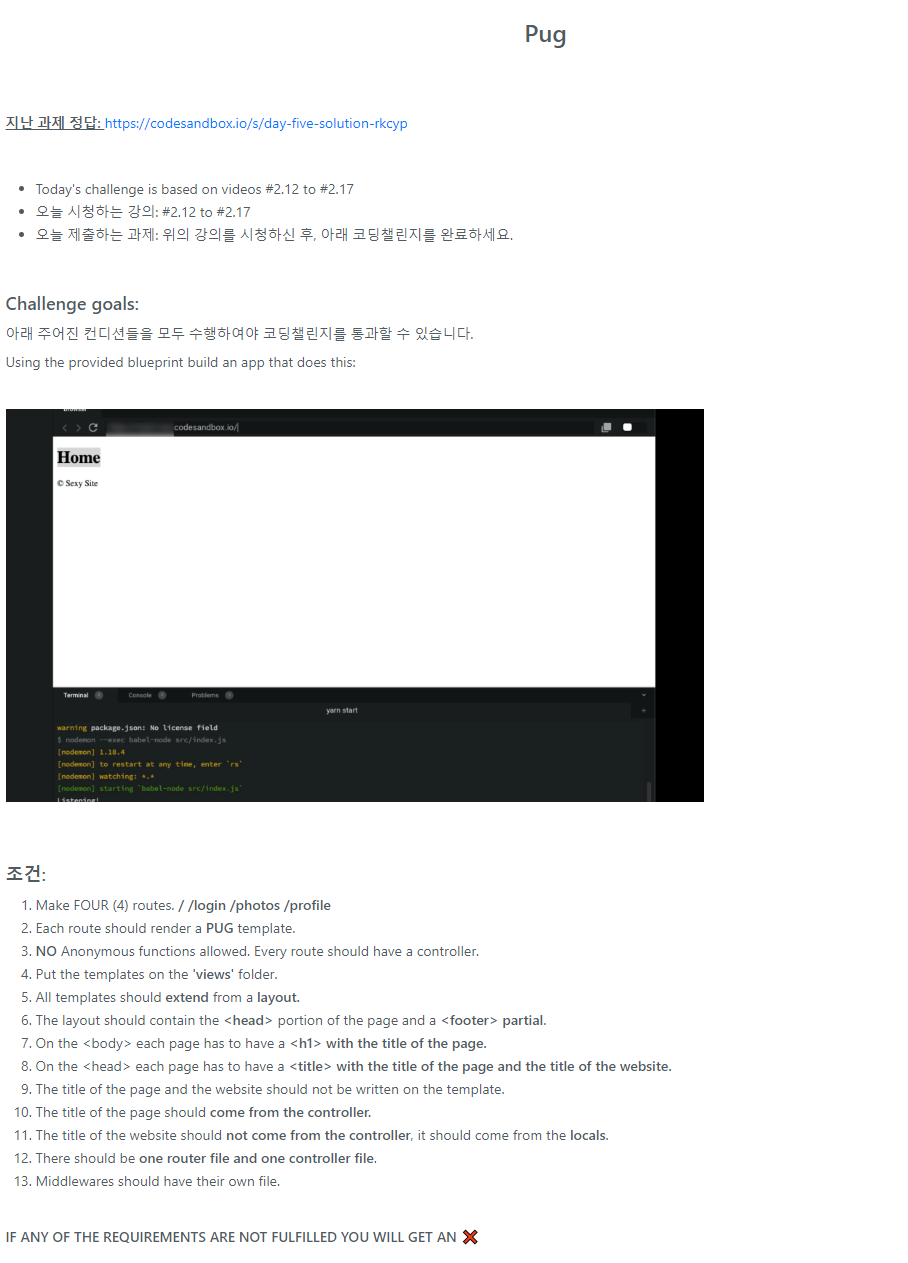 Pug
지난 과제 정답: https://codesandbox.io/s/day-five-solution-rkcyp
• Today's challenge is based on videos #2.12 to #2.17
• 오늘 시청하는 강의: #2.12 to #2.17
• 오늘 제출하는 과제: 위의 강의를 시청하신 후, 아래 코딩챌린지를 완료하세요.
Challenge goals:
아래 주어진 컨디션들을 모두 수행하여야 코딩챌린지를 통과할 수 있습니다.
Using the provided blueprint build an app that does this:
Browser
codesandbox.io/
Home
© Sexy Site
Terminal Console Problems
yarn start
warning package.json: No license field
$ nodemon --exec babel-node src/index.js
[nodemon] 1.18.4
[nodemon] to restart at any time, enter `rs`
[nodemon] watching: *.*
[nodemon] starting `babel-node src/index.js`
Listening!
조건:
1. Make FOUR (4) routes. / /login /photos /profile
2. Each route should render a PUG template.
3. NO Anonymous functions allowed. Every route should have a controller.
4. Put the templates on the 'views' folder.
5. All templates should extend from a layout.
6. The layout should contain the <head> portion of the page and a <footer> partial.
7. On the <body> each page has to have a <h1> with the title of the page.
8. On the <head> each page has to have a <title> with the title of the page and the title of the website.
9. The title of the page and the website should not be written on the template.
10. The title of the page should come from the controller.
11. The title of the website should not come from the controller, it should come from the locals.
12. There should be one router file and one controller file.
13. Middlewares should have their own file.
IF ANY OF THE REQUIREMENTS ARE NOT FULFILLED YOU WILL GET AN ❌